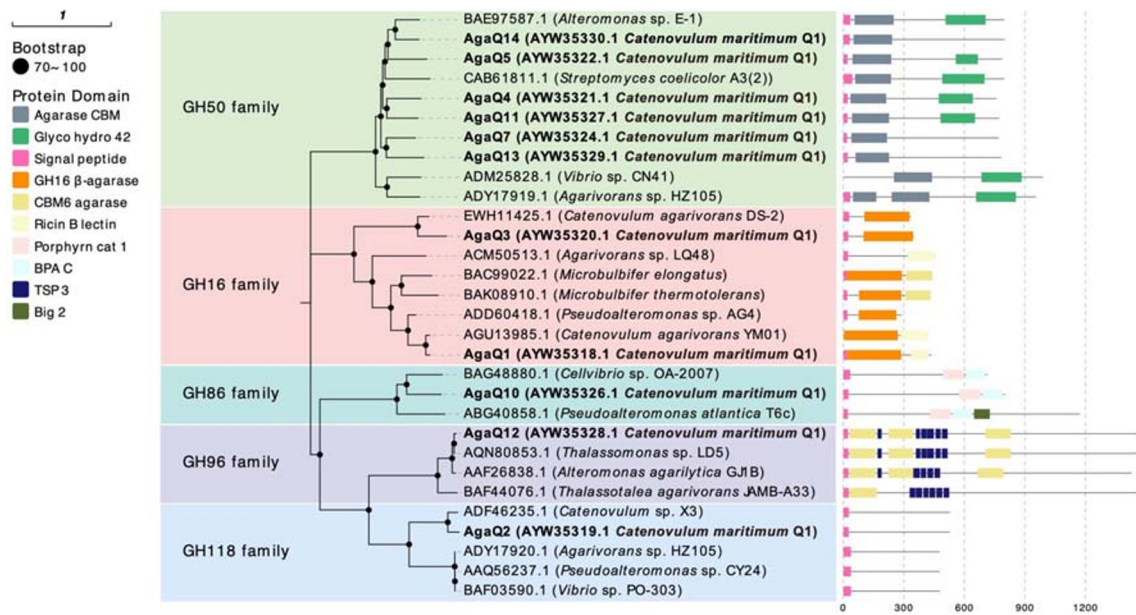 1
Bootstrap
70~ 100
Protein Domain
Agarase CBM
Glyco hydro 42
Signal peptide
GH16 β-agarase
CBM6 agarase
Ricin B lectin
Porphyrn cat 1
BPA C
TSP 3
Big 2
GH50 family
BAE97587.1 (Alteromonas sp. E-1)
AgaQ14 (AYW35330.1 Catenovulum maritimum Q1)
AgaQ5 (AYW35322.1 Catenovulum maritimum Q1)
CAB61811.1 (Streptomyces coelicolor A3(2))
AgaQ4 (AYW35321.1 Catenovulum maritimum Q1)
AgaQ11 (AYW35327.1 Catenovulum maritimum Q1)
AgaQ7 (AYW35324.1 Catenovulum maritimum Q1)
AgaQ13 (AYW35329.1 Catenovulum maritimum Q1)
ADM25828.1 (Vibrio sp. CN41)
ADY17919.1 (Agarivorans sp. HZ105)
GH16 family
EWH11425.1 (Catenovulum agarivorans DS-2)
AgaQ3 (AYW35320.1 Catenovulum maritimum Q1)
ACM50513.1 (Agarivorans sp. LQ48)
BAC99022.1 (Microbulbifer elongatus)
BAK08910.1 (Microbulbifer thermotolerans)
ADD60418.1 (Pseudoalteromonas sp. AG4)
AGU13985.1 (Catenovulum agarivorans YM01)
AgaQ1 (AYW35318.1 Catenovulum maritimum Q1)
GH86 family
BAG48880.1 (Cellvibrio sp. OA-2007)
AgaQ10 (AYW35326.1 Catenovulum maritimum Q1)
ABG40858.1 (Pseudoalteromonas atlantica T6c)
GH96 family
AgaQ12 (AYW35328.1 Catenovulum maritimum Q1)
AQN80853.1 (Thalassomonas sp. LD5)
AAF26838.1 (Alteromonas agarilytica GJ1B)
BAF44076.1 (Thalassotalea agarivorans JAMB-A33)
GH118 family
ADF46235.1 (Catenovulum sp. X3)
AgaQ2 (AYW35319.1 Catenovulum maritimum Q1)
ADY17920.1 (Agarivorans sp. HZ105)
AAQ56237.1 (Pseudoalteromonas sp. CY24)
BAF03590.1 (Vibrio sp. PO-303)
0 300 600 900 1200